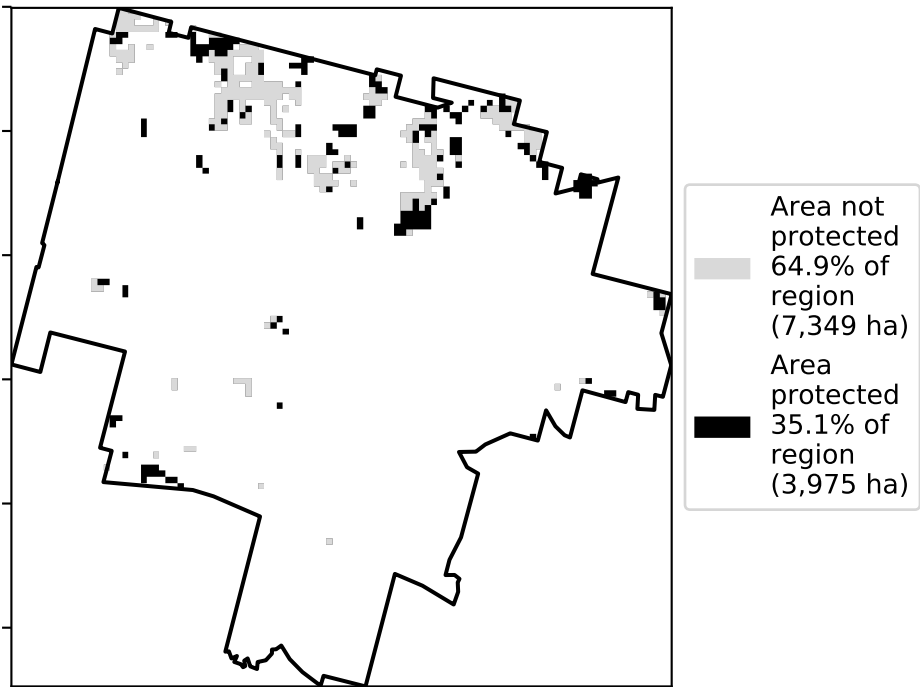 Area not
protected
64.9% of
region
(7,349 ha)
Area
protected
35.1% of
region
(3,975 ha)